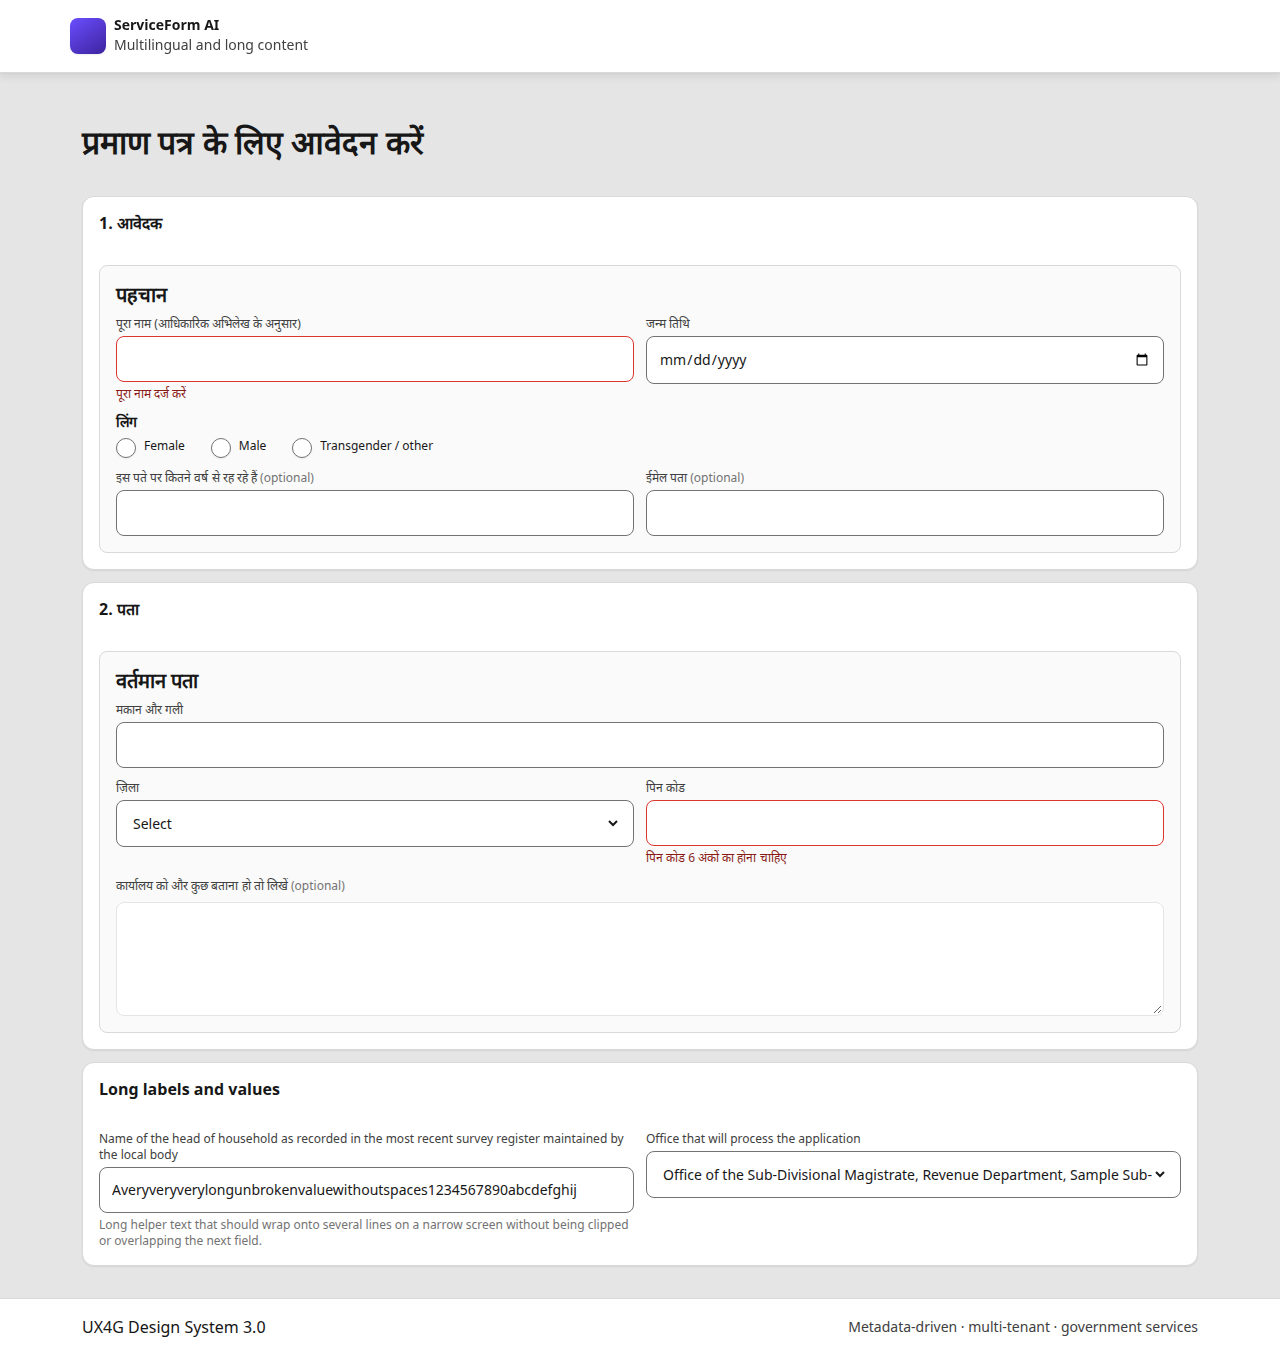 ServiceForm AI
Multilingual and long content
प्रमाण पत्र के लिए आवेदन करें
1. आवेदक
पहचान
पूरा नाम (आधिकारिक अभिलेख के अनुसार)
जन्म तिथि
mm/dd/yyyy
पूरा नाम दर्ज करें
लिंग
Female
Male
Transgender / other
इस पते पर कितने वर्ष से रह रहे हैं (optional)
ईमेल पता (optional)
2. पता
वर्तमान पता
मकान और गली
ज़िला
पिन कोड
Select
पिन कोड 6 अंकों का होना चाहिए
कार्यालय को और कुछ बताना हो तो लिखें (optional)
Long labels and values
Name of the head of household as recorded in the most recent survey register maintained by
the local body
Office that will process the application
Averyveryverylongunbrokenvaluewithoutspaces1234567890abcdefghij
Office of the Sub-Divisional Magistrate, Revenue Department, Sample Sub-
Long helper text that should wrap onto several lines on a narrow screen without being clipped
or overlapping the next field.
UX4G Design System 3.0
Metadata-driven · multi-tenant · government services